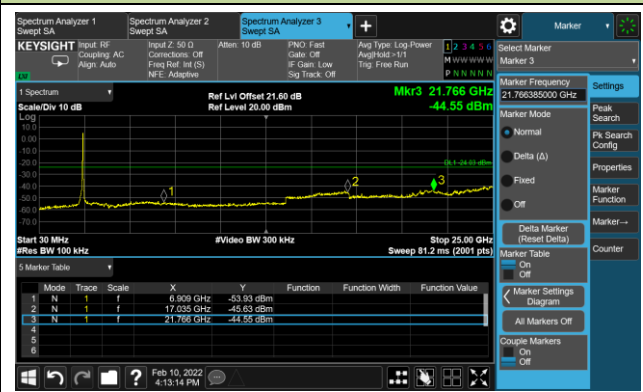 Spectrum Analyzer 1
Swept SA
Spectrum Analyzer 2
Swept SA
Spectrum Analyzer 3
Swept SA
+
Marker
KEYSIGHT
Input: RF
Coupling: AC
Align: Auto
Input Z: 50 Ω
Corrections: Off
Freq Ref: Int (S)
NFE: Adaptive
Atten: 10 dB
PNO: Fast
Gate: Off
IF Gain: Low
Sig Track: Off
Avg Type: Log-Power
Avg|Hold:>1/1
Trig: Free Run
1 2 3 4 5 6
M W W W W W
P N N N N N
LVI
Select Marker
Marker 3
1 Spectrum
Scale/Div 10 dB
Ref Lvl Offset 21.60 dB
Ref Level 20.00 dBm
Mkr3 21.766 GHz
-44.55 dBm
Log
10.0
0.00
-10.0
-20.0
-30.0
-40.0
-50.0
-60.0
-70.0
DL1 -24.03 dBm
1
2
3
Start 30 MHz
#Res BW 100 kHz
#Video BW 300 kHz
Stop 25.00 GHz
Sweep 81.2 ms (2001 pts)
5 Marker Table
Mode Trace Scale X Y Function Function Width Function Value
1 N 1 f 6.909 GHz -53.93 dBm
2 N 1 f 17.035 GHz -45.63 dBm
3 N 1 f 21.766 GHz -44.55 dBm
4
5
6
Marker Frequency
21.766385000 GHz
Marker Mode
Normal
Delta (Δ)
Fixed
Off
Delta Marker
(Reset Delta)
Marker Table
On
Off
Marker Settings
Diagram
All Markers Off
Couple Markers
On
Off
Settings
Peak
Search
Pk Search
Config
Properties
Marker
Function
Marker→
Counter
?
Feb 10, 2022
4:13:14 PM